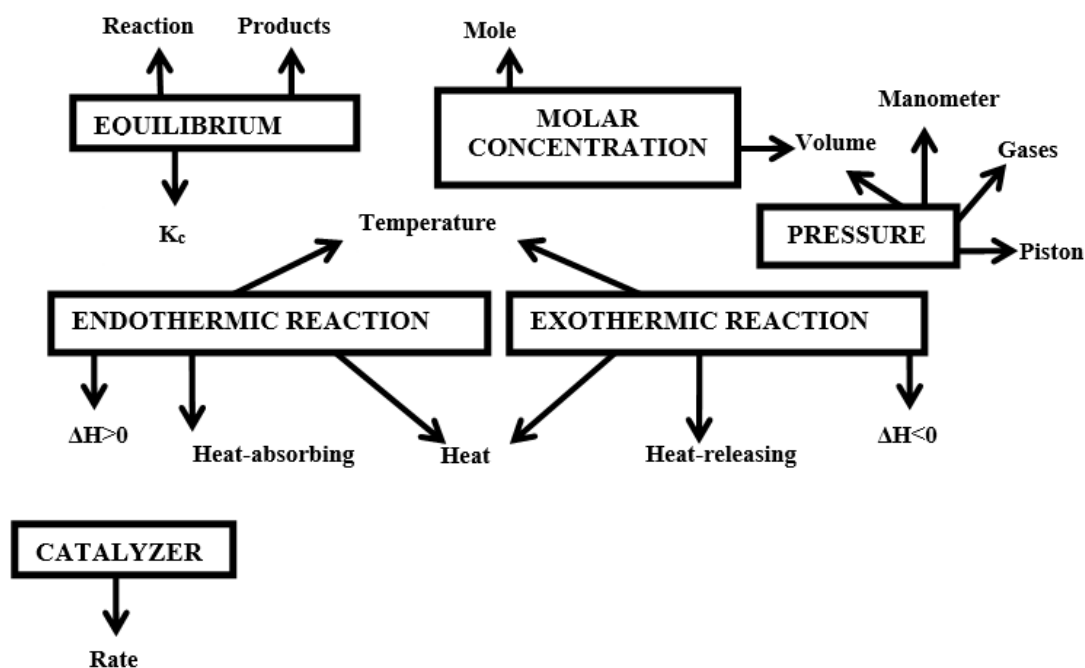 Reaction
Products
Mole
Manometer
EQUILIBRIUM
MOLAR
CONCENTRATION
Volume
Gases
K꜀
Temperature
PRESSURE
Piston
ENDOTHERMIC REACTION
EXOTHERMIC REACTION
ΔH>0
Heat-absorbing
Heat
Heat-releasing
ΔH<0
CATALYZER
Rate